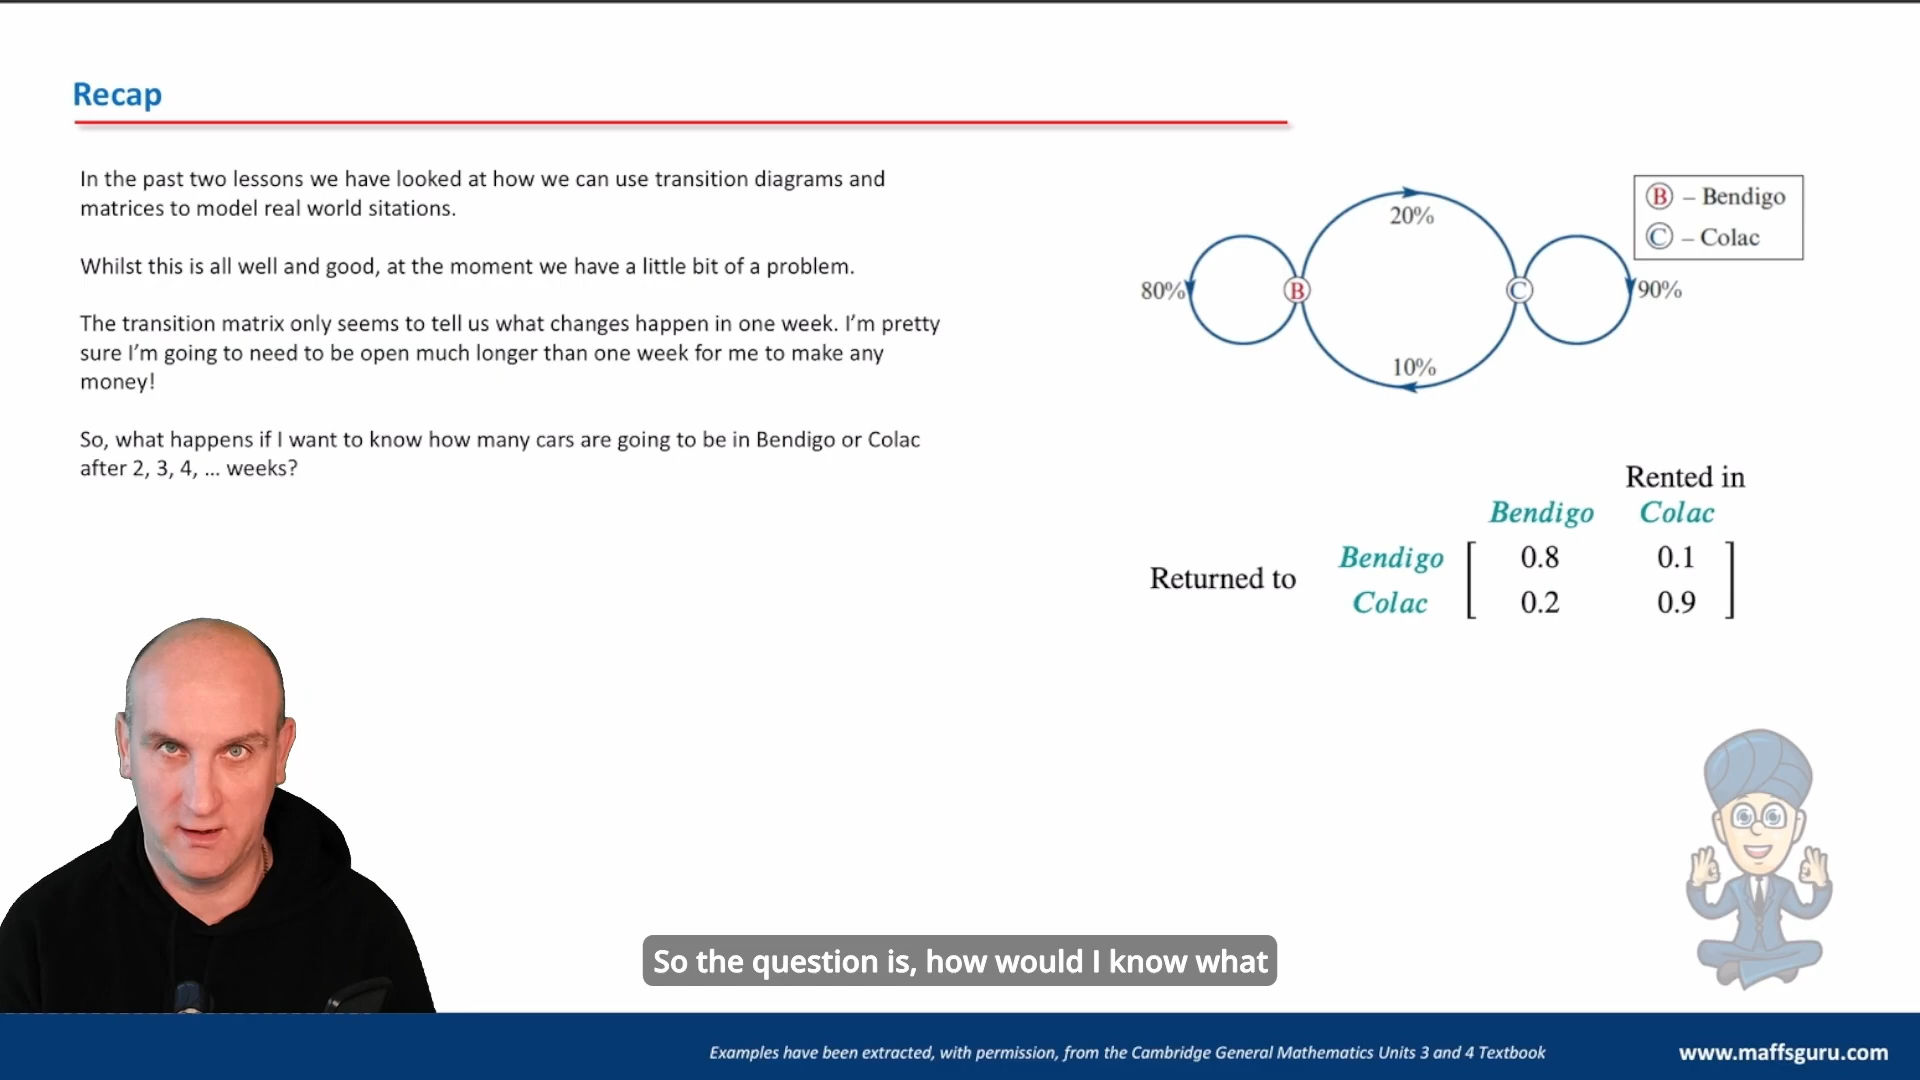 Recap
In the past two lessons we have looked at how we can use transition diagrams and
matrices to model real world sitations.
Whilst this is all well and good, at the moment we have a little bit of a problem.
The transition matrix only seems to tell us what changes happen in one week. I’m pretty
sure I’m going to need to be open much longer than one week for me to make any
money!
So, what happens if I want to know how many cars are going to be in Bendigo or Colac
after 2, 3, 4, ... weeks?
B – Bendigo
C – Colac
20%
80% B C 90%
10%
Rented in
Bendigo Colac
Bendigo 0.8 0.1
Returned to
Colac 0.2 0.9
So the question is, how would I know what
Examples have been extracted, with permission, from the Cambridge General Mathematics Units 3 and 4 Textbook
www.maffsguru.com